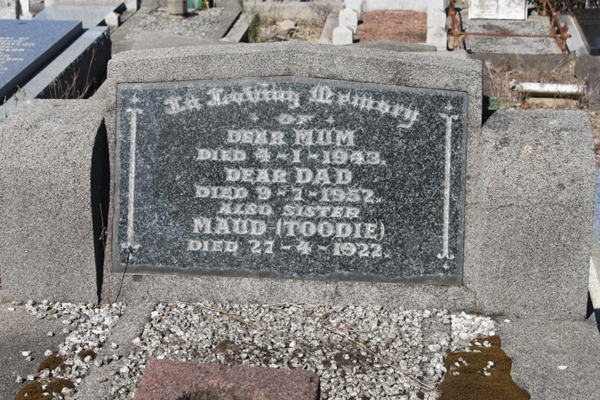 In Loving Memory
OF
DEAR MUM
DIED 4-1-1943.
DEAR DAD
DIED 9-7-1957.
ALSO SISTER
MAUD (TOODIE)
DIED 27-4-1922.